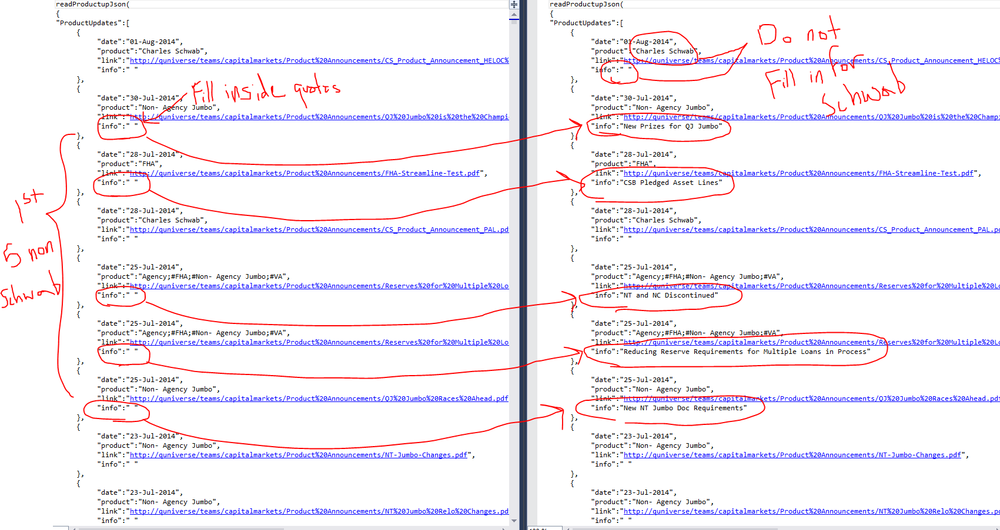 readProductupJson(
{
"ProductUpdates":[
{
"date":"01-Aug-2014",
"product":"Charles Schwab",
"link":"http://quniverse/teams/capitalmarkets/Product%20Announcements/CS_Product_Announcement_HELOC%
"info":" "
},
{
"date":"30-Jul-2014",
"product":"Non- Agency Jumbo",
"link":"http://quniverse/teams/capitalmarkets/Product%20Announcements/QJ%20Jumbo%20is%20the%20Champi
"info":" "
},
{
"date":"28-Jul-2014",
"product":"FHA",
"link":"http://quniverse/teams/capitalmarkets/Product%20Announcements/FHA-Streamline-Test.pdf",
"info":" "
},
{
"date":"28-Jul-2014",
"product":"Charles Schwab",
"link":"http://quniverse/teams/capitalmarkets/Product%20Announcements/CS_Product_Announcement_PAL.pd
"info":" "
},
{
"date":"25-Jul-2014",
"product":"Agency;#FHA;#Non- Agency Jumbo;#VA",
"link":"http://quniverse/teams/capitalmarkets/Product%20Announcements/Reserves%20for%20Multiple%20Lo
"info":" "
},
{
"date":"25-Jul-2014",
"product":"Agency;#FHA;#Non- Agency Jumbo;#VA",
"link":"http://quniverse/teams/capitalmarkets/Product%20Announcements/Reserves%20for%20Multiple%20Lo
"info":" "
},
{
"date":"25-Jul-2014",
"product":"Non- Agency Jumbo",
"link":"http://quniverse/teams/capitalmarkets/Product%20Announcements/QJ%20Jumbo%20Races%20Ahead.pdf
"info":" "
},
{
"date":"23-Jul-2014",
"product":"Non- Agency Jumbo",
"link":"http://quniverse/teams/capitalmarkets/Product%20Announcements/NT-Jumbo-Changes.pdf",
"info":" "
},
{
"date":"23-Jul-2014",
"product":"Non- Agency Jumbo",
"link":"http://quniverse/teams/capitalmarkets/Product%20Announcements/NT%20Jumbo%20Relo%20Changes.pd
"info":" "
Fill inside quotes
1st
5 non
Schwab
readProductupJson(
{
"ProductUpdates":[
{
"date":"01-Aug-2014",
"product":"Charles Schwab",
"link":"http://quniverse/teams/capitalmarkets/Product%20Announcements/CS_Product_Announcement_HELOC
"info":" "
},
{
"date":"30-Jul-2014",
"product":"Non- Agency Jumbo",
"link":"http://quniverse/teams/capitalmarkets/Product%20Announcements/QJ%20Jumbo%20is%20the%20Champi
"info":"New Prizes for QJ Jumbo"
},
{
"date":"28-Jul-2014",
"product":"FHA",
"link":"http://quniverse/teams/capitalmarkets/Product%20Announcements/FHA-Streamline-Test.pdf",
"info":"CSB Pledged Asset Lines"
},
{
"date":"28-Jul-2014",
"product":"Charles Schwab",
"link":"http://quniverse/teams/capitalmarkets/Product%20Announcements/CS_Product_Announcement_PAL.pd
"info":" "
},
{
"date":"25-Jul-2014",
"product":"Agency;#FHA;#Non- Agency Jumbo;#VA",
"link":"http://quniverse/teams/capitalmarkets/Product%20Announcements/Reserves%20for%20Multiple%20Lo
"info":"NT and NC Discontinued"
},
{
"date":"25-Jul-2014",
"product":"Agency;#FHA;#Non- Agency Jumbo;#VA",
"link":"http://quniverse/teams/capitalmarkets/Product%20Announcements/Reserves%20for%20Multiple%20Lo
"info":"Reducing Reserve Requirements for Multiple Loans in Process"
},
{
"date":"25-Jul-2014",
"product":"Non- Agency Jumbo",
"link":"http://quniverse/teams/capitalmarkets/Product%20Announcements/QJ%20Jumbo%20Races%20Ahead.pdf
"info":"New NT Jumbo Doc Requirements"
},
{
"date":"23-Jul-2014",
"product":"Non- Agency Jumbo",
"link":"http://quniverse/teams/capitalmarkets/Product%20Announcements/NT-Jumbo-Changes.pdf",
"info":" "
},
{
"date":"23-Jul-2014",
"product":"Non- Agency Jumbo",
"link":"http://quniverse/teams/capitalmarkets/Product%20Announcements/NT%20Jumbo%20Relo%20Changes.pd
"info":" "
Do not
Fill in for
Schwab